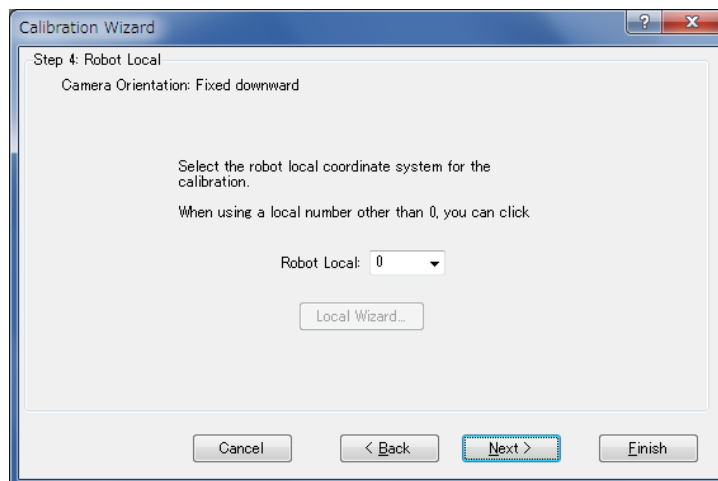 Calibration Wizard
?
X
Step 4: Robot Local
Camera Orientation: Fixed downward
Select the robot local coordinate system for the
calibration.
When using a local number other than 0, you can click
Robot Local: 0
Local Wizard...
Cancel
< Back
Next >
Finish